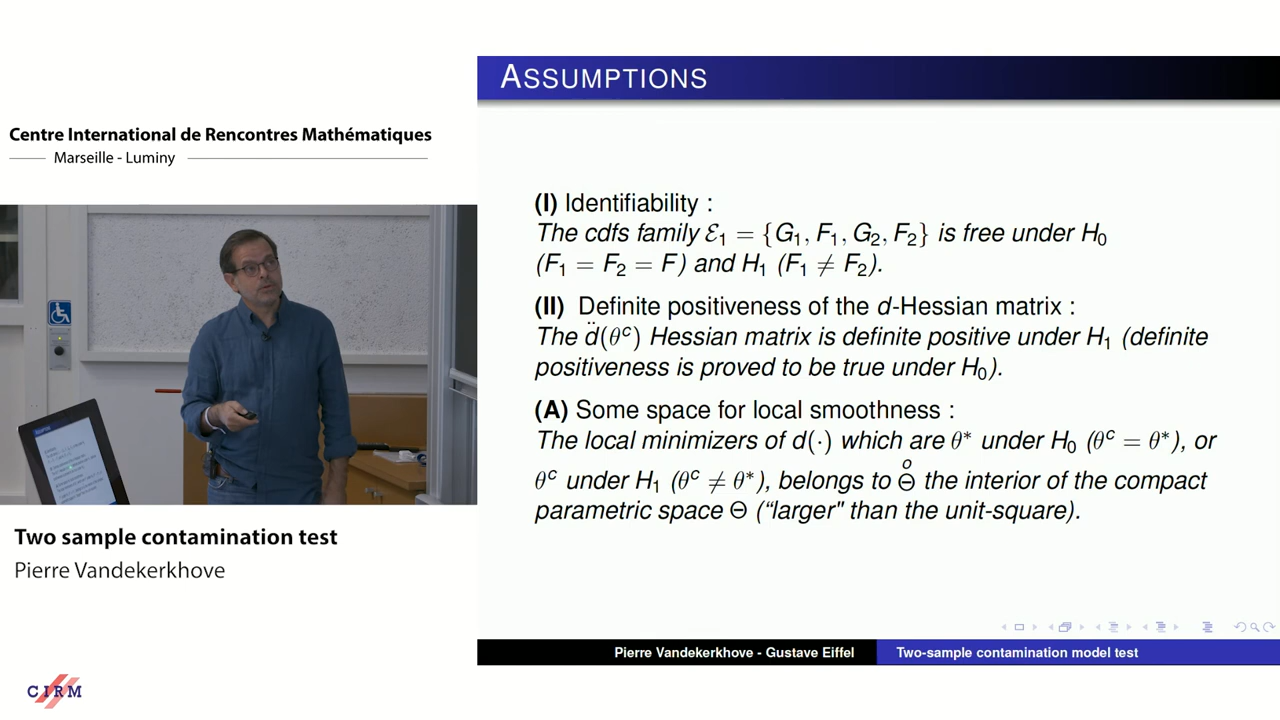 Centre International de Rencontres Mathématiques
Marseille - Luminy
Two sample contamination test
Pierre Vandekerkhove
CIRM
ASSUMPTIONS
(I) Identifiability :
The cdfs family ℰ₁ = {G₁, F₁, G₂, F₂} is free under H₀
(F₁ = F₂ = F) and H₁ (F₁ ≠ F₂).
(II) Definite positiveness of the d-Hessian matrix :
The d̈(θᶜ) Hessian matrix is definite positive under H₁ (definite
positiveness is proved to be true under H₀).
(A) Some space for local smoothness :
The local minimizers of d(·) which are θ* under H₀ (θᶜ = θ*), or
θᶜ under H₁ (θᶜ ≠ θ*), belongs to Θ̊ the interior of the compact
parametric space Θ (“larger" than the unit-square).
Pierre Vandekerkhove - Gustave Eiffel
Two-sample contamination model test